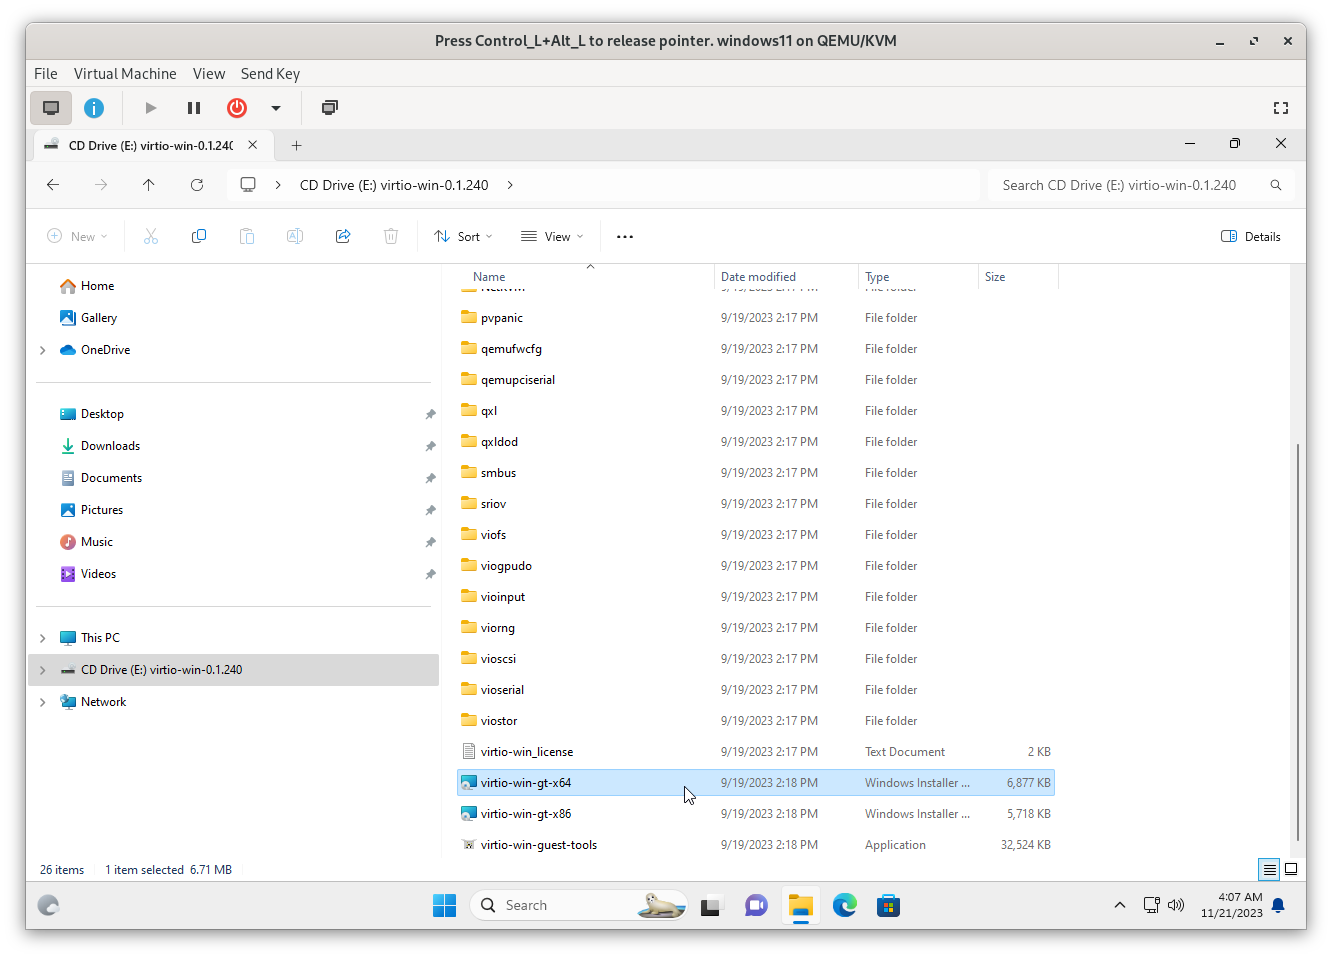 Press Control_L+Alt_L to release pointer. windows11 on QEMU/KVM
File Virtual Machine View Send Key
CD Drive (E:) virtio-win-0.1.240
CD Drive (E:) virtio-win-0.1.240
Search CD Drive (E:) virtio-win-0.1.240
New Sort View Details
Name Date modified Type Size
Home
Gallery
OneDrive
Desktop
Downloads
Documents
Pictures
Music
Videos
This PC
CD Drive (E:) virtio-win-0.1.240
Network
NetKVM 9/19/2023 2:17 PM File folder
pvpanic 9/19/2023 2:17 PM File folder
qemufwcfg 9/19/2023 2:17 PM File folder
qemupciserial 9/19/2023 2:17 PM File folder
qxl 9/19/2023 2:17 PM File folder
qxldod 9/19/2023 2:17 PM File folder
smbus 9/19/2023 2:17 PM File folder
sriov 9/19/2023 2:17 PM File folder
viofs 9/19/2023 2:17 PM File folder
viogpudo 9/19/2023 2:17 PM File folder
vioinput 9/19/2023 2:17 PM File folder
viorng 9/19/2023 2:17 PM File folder
vioscsi 9/19/2023 2:17 PM File folder
vioserial 9/19/2023 2:17 PM File folder
viostor 9/19/2023 2:17 PM File folder
virtio-win_license 9/19/2023 2:17 PM Text Document 2 KB
virtio-win-gt-x64 9/19/2023 2:18 PM Windows Installer ... 6,877 KB
virtio-win-gt-x86 9/19/2023 2:18 PM Windows Installer ... 5,718 KB
virtio-win-guest-tools 9/19/2023 2:18 PM Application 32,524 KB
26 items 1 item selected 6.71 MB
Search
4:07 AM
11/21/2023